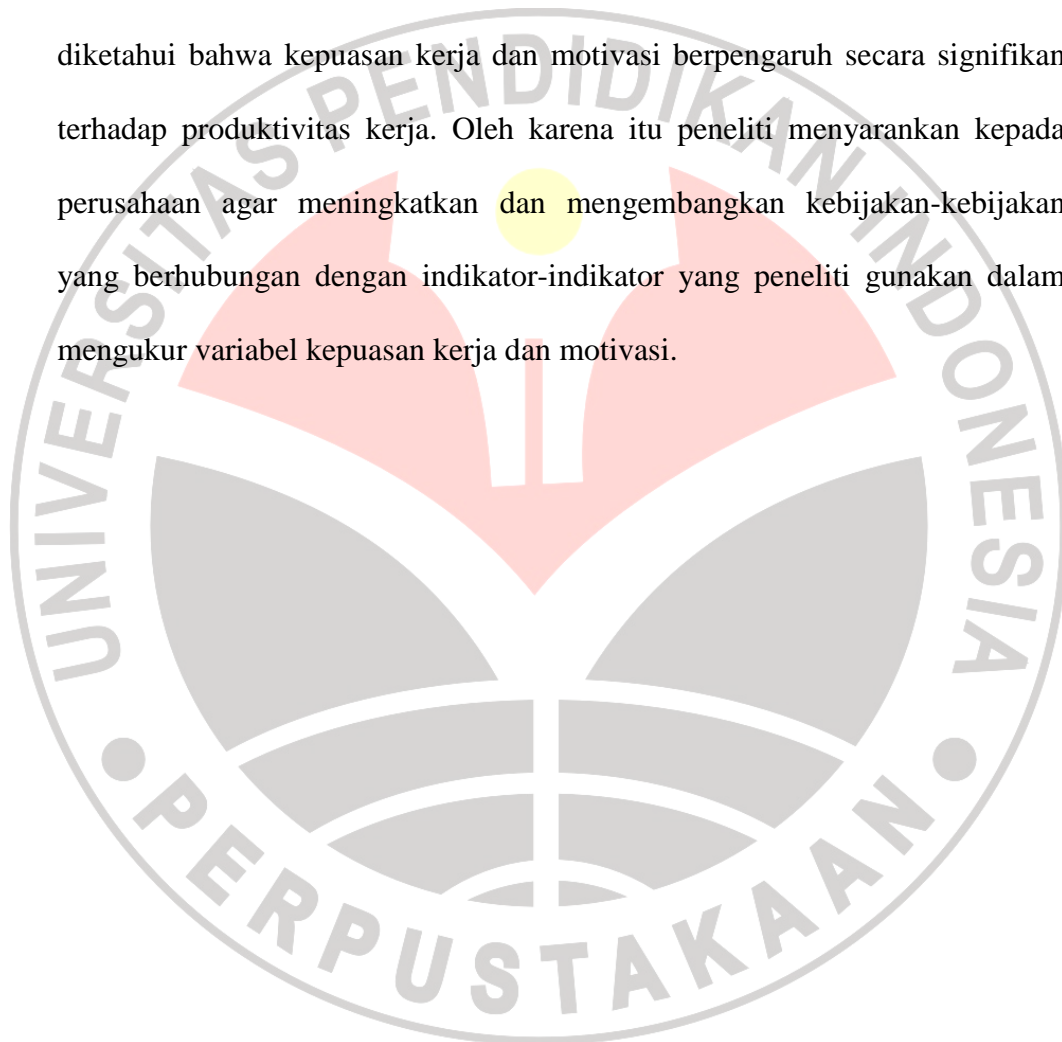 diketahui bahwa kepuasan kerja dan motivasi berpengaruh secara signifikan
terhadap produktivitas kerja. Oleh karena itu peneliti menyarankan kepada
perusahaan agar meningkatkan dan mengembangkan kebijakan-kebijakan
yang berhubungan dengan indikator-indikator yang peneliti gunakan dalam
mengukur variabel kepuasan kerja dan motivasi.
UNIVERSITAS PENDIDIKAN INDONESIA
PERPUSTAKAAN